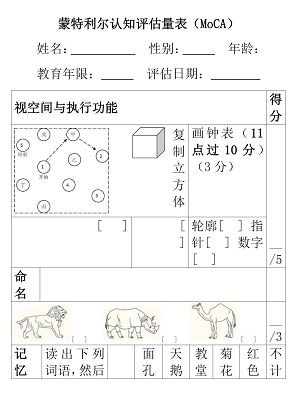 蒙特利尔认知评估量表（MoCA）
姓名：________ 性别：____ 年龄：
教育年限：____ 评估日期：______
视空间与执行功能
得分
戊 甲
5 结束
乙 2
1 开始
丁 4 3
丙
复制立方体
画钟表（11点过10分）（3分）
[ ]
[ ]
轮廓[ ] 指针[ ] 数字[ ]
__/5
命名
[ ] [ ] [ ]
__/3
记忆
读出下列词语,然后
面孔 天鹅 教堂 菊花 红色
不计